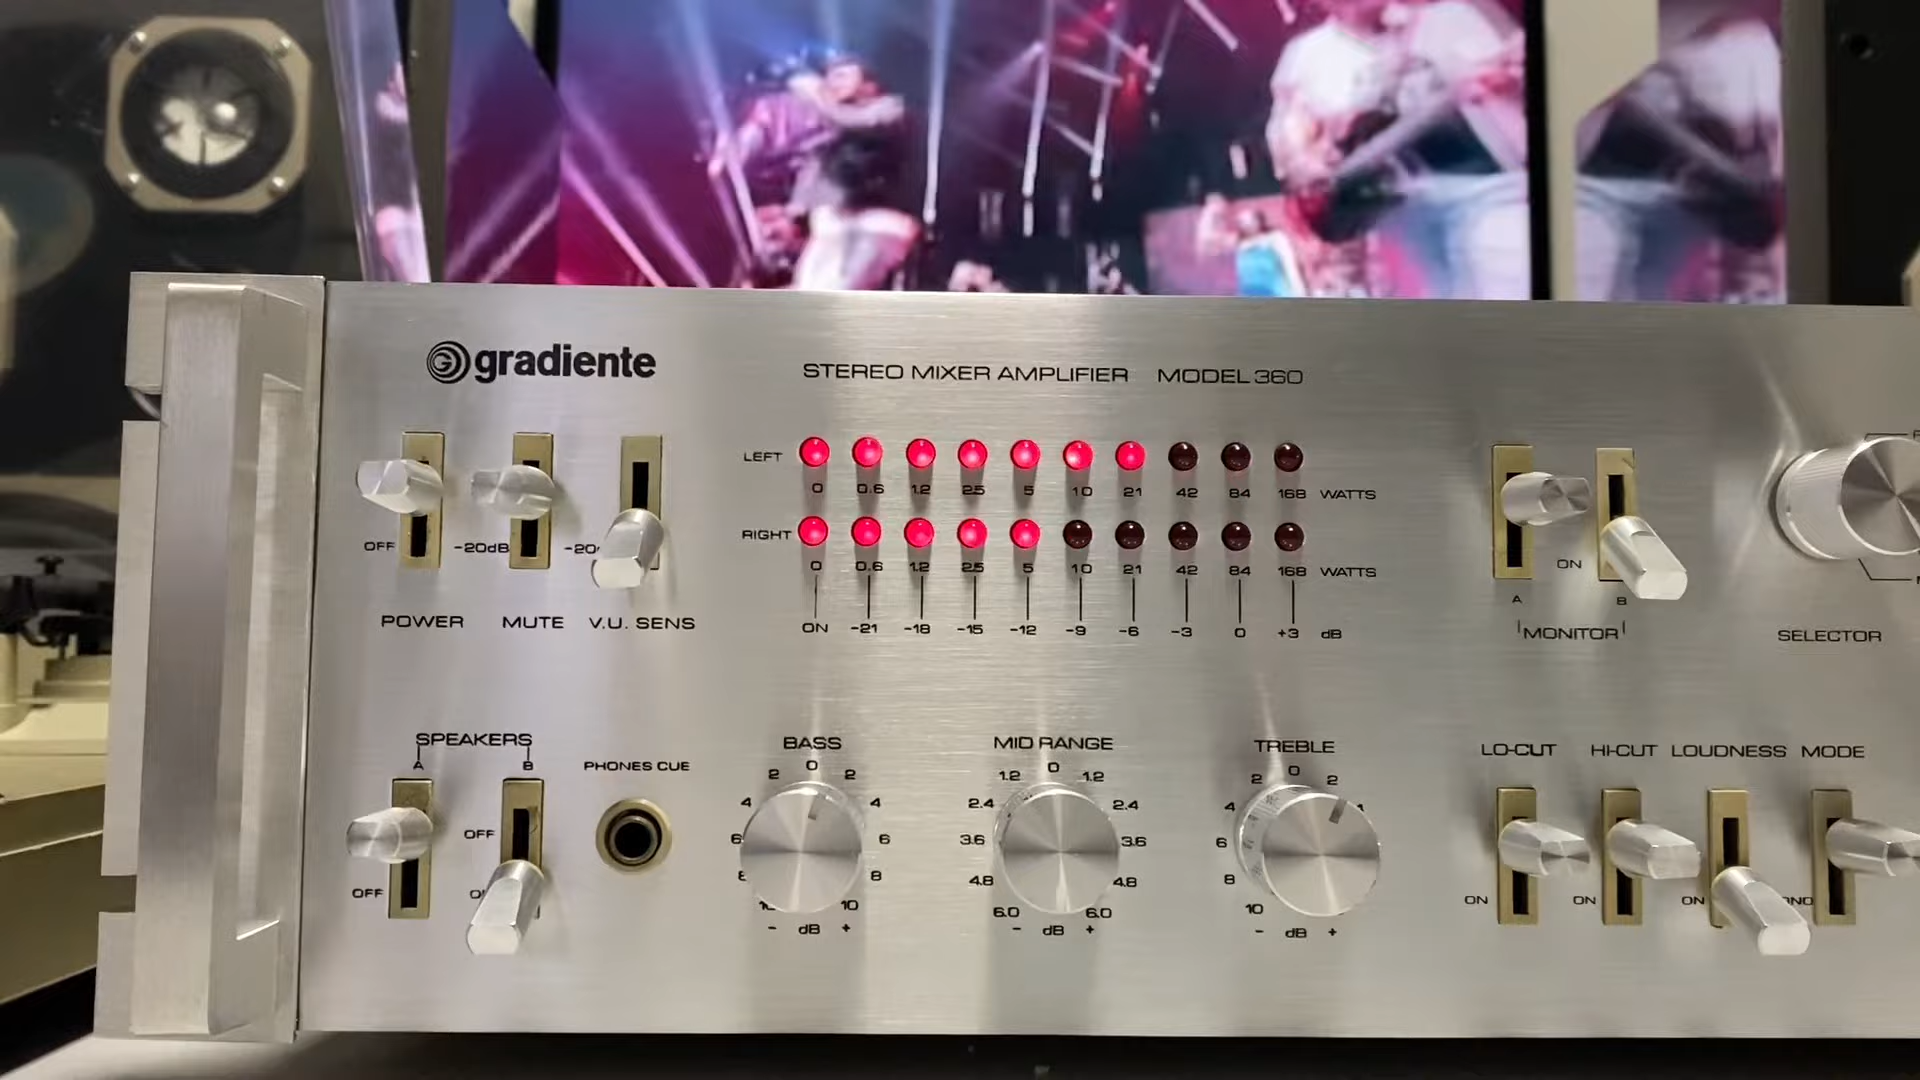 gradiente
STEREO MIXER AMPLIFIER MODEL 360
LEFT
0 0.6 1.2 2.5 5 10 21 42 84 168 WATTS
RIGHT
0 0.6 1.2 2.5 5 10 21 42 84 168 WATTS
ON -21 -18 -15 -12 -9 -6 -3 0 +3 dB
OFF -20dB
POWER MUTE V.U. SENS
ON
A B
MONITOR
SELECTOR
SPEAKERS
A B
OFF
OFF
PHONES CUE
BASS
2 0 2
4 4
6 6
8 8
10
- dB +
MID RANGE
1.2 0 1.2
2.4 2.4
3.6 3.6
4.8 4.8
6.0 6.0
- dB +
TREBLE
2 0 2
4
6
8
10
- dB +
LO-CUT HI-CUT LOUDNESS MODE
ON ON ON